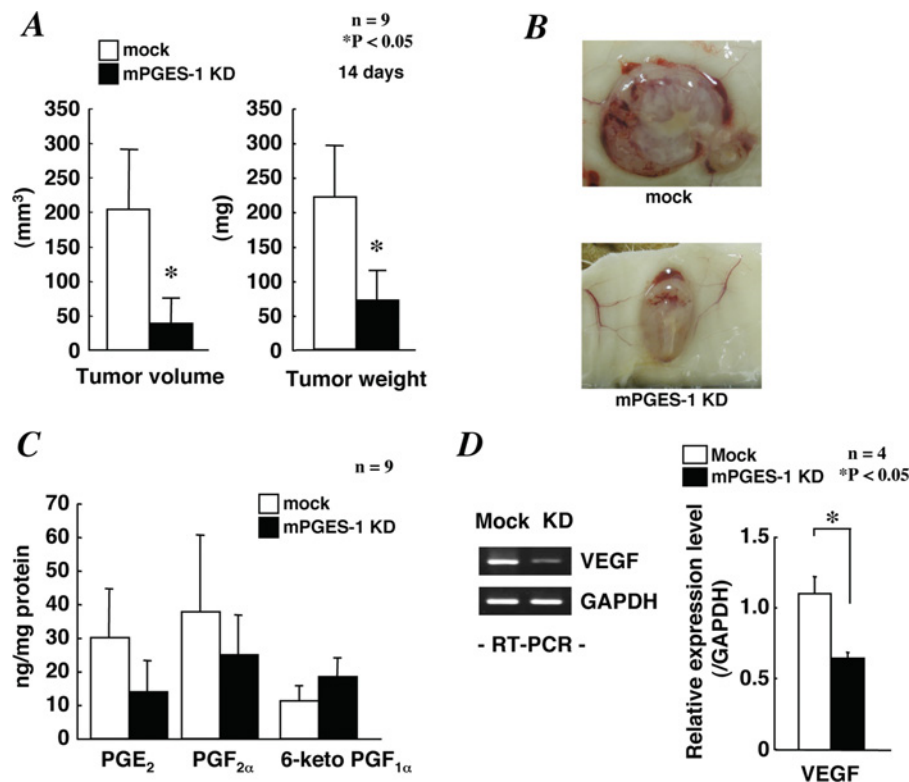 A
n = 9
*P < 0.05
mock
mPGES-1 KD
14 days
350
300
250
200
150
100
50
0
(mm³)
*
Tumor volume
350
300
250
200
150
100
50
0
(mg)
*
Tumor weight
B
mock
mPGES-1 KD
C
n = 9
mock
mPGES-1 KD
70
60
50
40
30
20
10
0
ng/mg protein
PGE₂
PGF₂α
6-keto PGF₁α
D
Mock
mPGES-1 KD
n = 4
*P < 0.05
Mock KD
VEGF
GAPDH
- RT-PCR -
Relative expression level
(/GAPDH)
1.5
1.0
0.5
0
*
VEGF